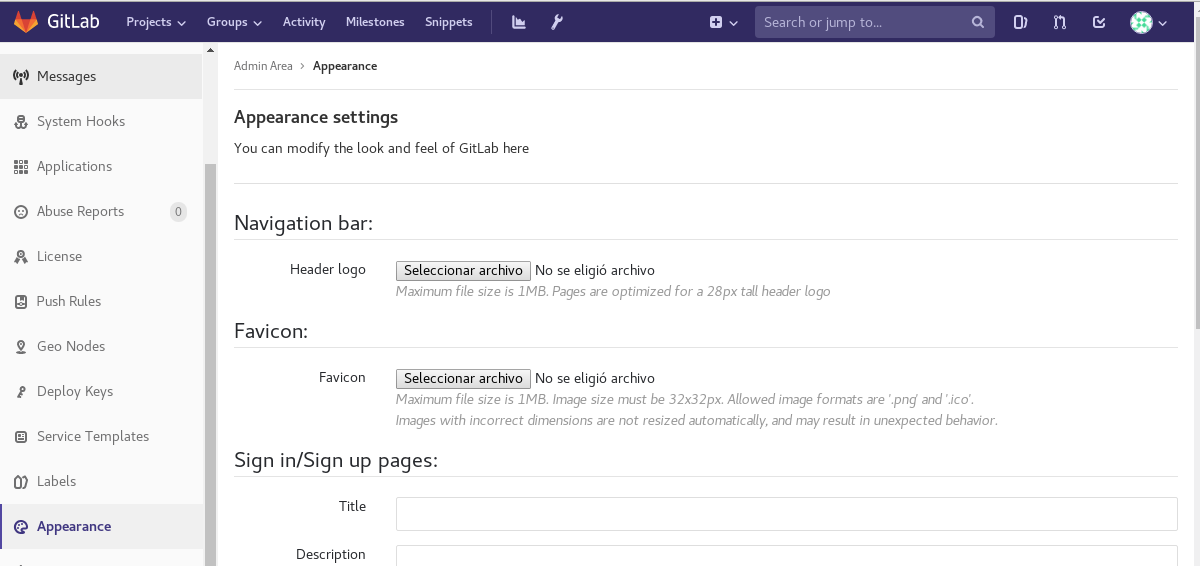 GitLab Projects Groups Activity Milestones Snippets Search or jump to...
Messages
System Hooks
Applications
Abuse Reports 0
License
Push Rules
Geo Nodes
Deploy Keys
Service Templates
Labels
Appearance
Admin Area > Appearance
Appearance settings
You can modify the look and feel of GitLab here
Navigation bar:
Header logo Seleccionar archivo No se eligió archivo
Maximum file size is 1MB. Pages are optimized for a 28px tall header logo
Favicon:
Favicon Seleccionar archivo No se eligió archivo
Maximum file size is 1MB. Image size must be 32x32px. Allowed image formats are '.png' and '.ico'.
Images with incorrect dimensions are not resized automatically, and may result in unexpected behavior.
Sign in/Sign up pages:
Title
Description